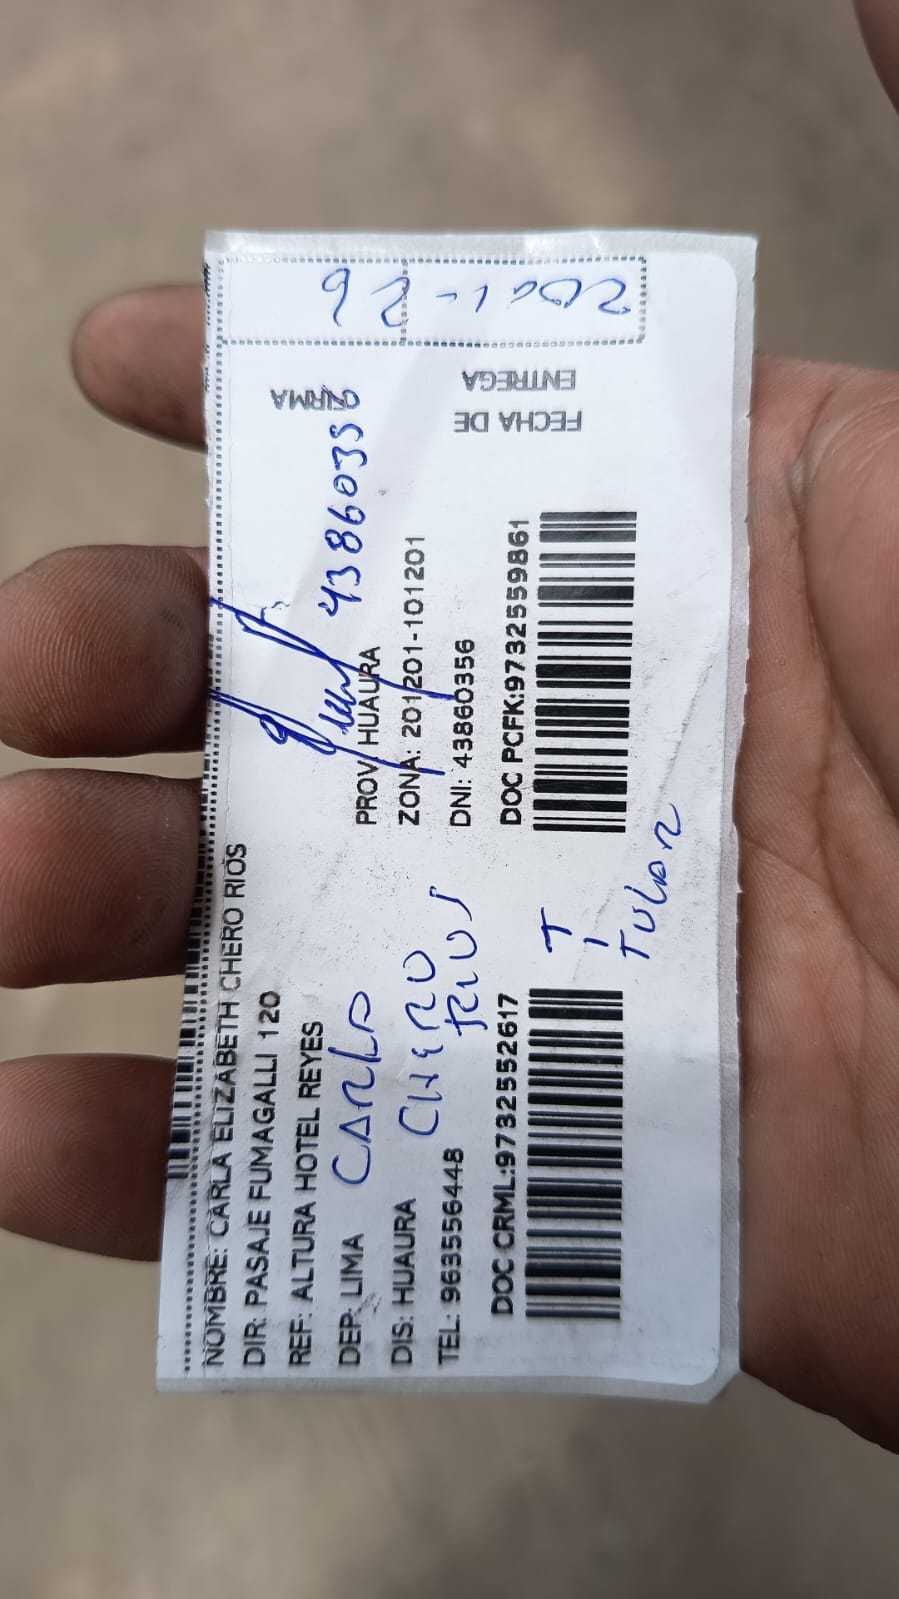 NOMBRE: CARLA ELIZABETH CHERO RIOS
DIR: PASAJE FUMAGALLI 120
REF: ALTURA HOTEL REYES
DEP: LIMA
PROV: HUAURA
DIS: HUAURA
ZONA: 201201-101201
TEL: 963556448
DNI: 43860356
DOC CRML:9732552617
DOC PCFK:9732559861
CARLA
CHERO
RIOS
T
43860356
FIRMA
FECHA DE
ENTREGA